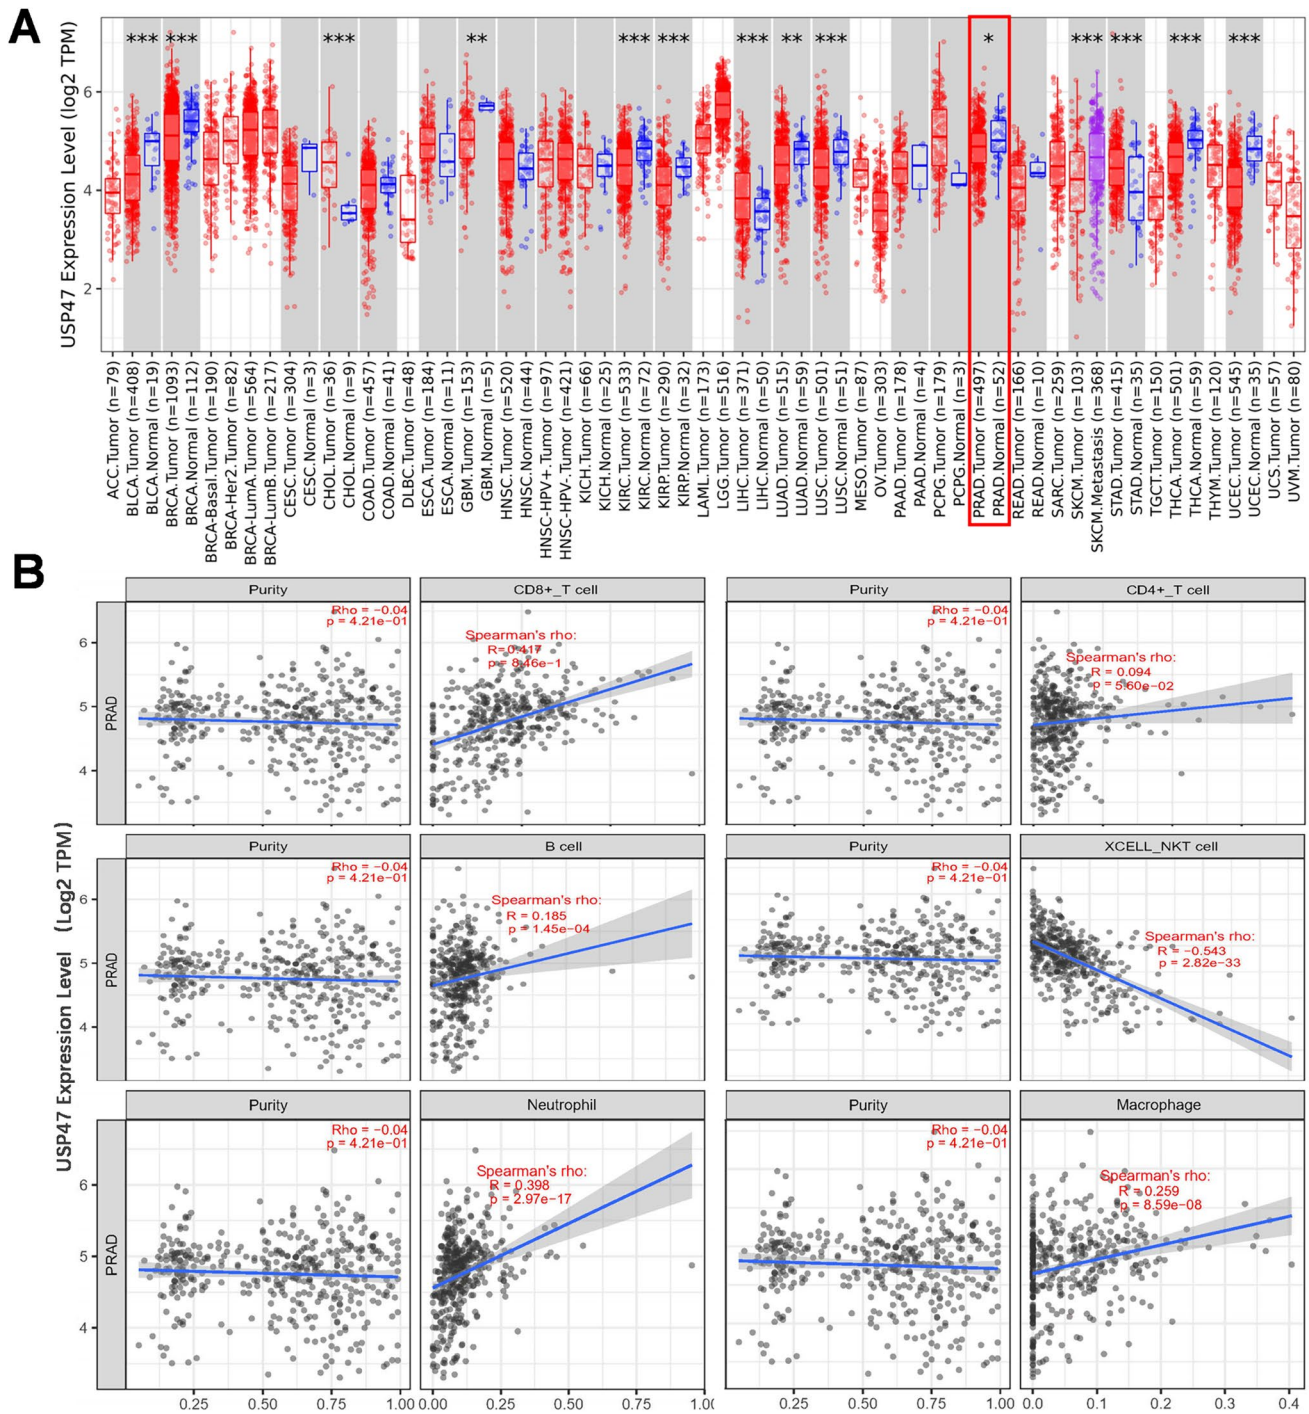 A
USP47 Expression Level (log2 TPM)
6
4
2
*** *** *** ** *** *** *** ** *** * *** *** *** ***
ACC.Tumor (n=79)
BLCA.Tumor (n=408)
BLCA.Normal (n=19)
BRCA.Tumor (n=1093)
BRCA.Normal (n=112)
BRCA-Basal.Tumor (n=190)
BRCA-Her2.Tumor (n=82)
BRCA-LumA.Tumor (n=564)
BRCA-LumB.Tumor (n=217)
CESC.Tumor (n=304)
CESC.Normal (n=3)
CHOL.Tumor (n=36)
CHOL.Normal (n=9)
COAD.Tumor (n=457)
COAD.Normal (n=41)
DLBC.Tumor (n=48)
ESCA.Tumor (n=184)
ESCA.Normal (n=11)
GBM.Tumor (n=153)
GBM.Normal (n=5)
HNSC.Tumor (n=520)
HNSC.Normal (n=44)
HNSC-HPV+.Tumor (n=97)
HNSC-HPV-.Tumor (n=421)
KICH.Tumor (n=66)
KICH.Normal (n=25)
KIRC.Tumor (n=533)
KIRC.Normal (n=72)
KIRP.Tumor (n=290)
KIRP.Normal (n=32)
LAML.Tumor (n=173)
LGG.Tumor (n=516)
LIHC.Tumor (n=371)
LIHC.Normal (n=50)
LUAD.Tumor (n=515)
LUAD.Normal (n=59)
LUSC.Tumor (n=501)
LUSC.Normal (n=51)
MESO.Tumor (n=87)
OV.Tumor (n=303)
PAAD.Tumor (n=178)
PAAD.Normal (n=4)
PCPG.Tumor (n=179)
PCPG.Normal (n=3)
PRAD.Tumor (n=497)
PRAD.Normal (n=52)
READ.Tumor (n=166)
READ.Normal (n=10)
SARC.Tumor (n=259)
SKCM.Tumor (n=103)
SKCM.Metastasis (n=368)
STAD.Tumor (n=415)
STAD.Normal (n=35)
TGCT.Tumor (n=150)
THCA.Tumor (n=501)
THCA.Normal (n=59)
THYM.Tumor (n=120)
UCEC.Tumor (n=545)
UCEC.Normal (n=35)
UCS.Tumor (n=57)
UVM.Tumor (n=80)
B
USP47 Expression Level (Log2 TPM)
Purity
CD8+_T cell
Purity
CD4+_T cell
PRAD
6
5
4
Rho = −0.04
p = 4.21e−01
Spearman's rho:
R=0.417
p = 8.46e−1
Rho = −0.04
p = 4.21e−01
Spearman's rho:
R = 0.094
p = 5.60e−02
Purity
B cell
Purity
XCELL_NKT cell
PRAD
6
5
4
Rho = −0.04
p = 4.21e−01
Spearman's rho:
R = 0.185
p = 1.45e−04
Rho = −0.04
p = 4.21e−01
Spearman's rho:
R = −0.543
p = 2.82e−33
Purity
Neutrophil
Purity
Macrophage
PRAD
6
5
4
Rho = −0.04
p = 4.21e−01
Spearman's rho:
R = 0.398
p = 2.97e−17
Rho = −0.04
p = 4.21e−01
Spearman's rho:
R = 0.259
p = 8.59e−08
0.25 0.50 0.75 1.00 0.00 0.25 0.50 0.75 1.0 0.25 0.50 0.75 1.00 0.0 0.1 0.2 0.3 0.4